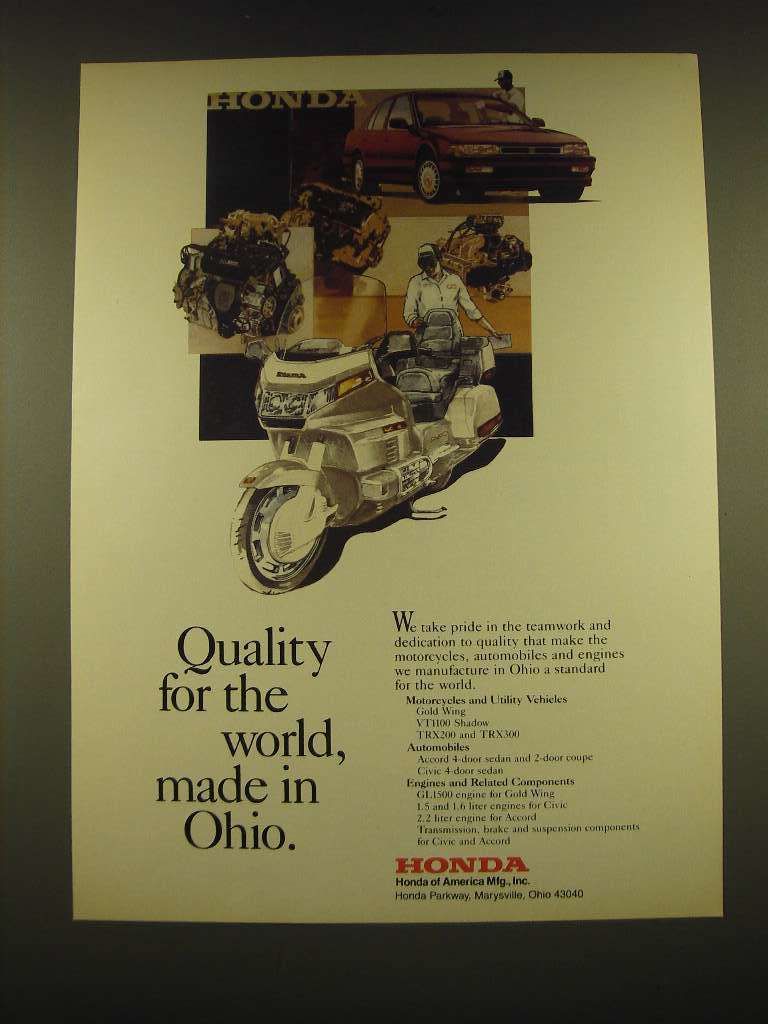 HONDA
HONDA
Quality
for the
world,
made in
Ohio.
We take pride in the teamwork and
dedication to quality that make the
motorcycles, automobiles and engines
we manufacture in Ohio a standard
for the world.
Motorcycles and Utility Vehicles
Gold Wing
VT1100 Shadow
TRX200 and TRX300
Automobiles
Accord 4-door sedan and 2-door coupe
Civic 4-door sedan
Engines and Related Components
GL1500 engine for Gold Wing
1.5 and 1.6 liter engines for Civic
2.2 liter engine for Accord
Transmission, brake and suspension components
for Civic and Accord
HONDA
Honda of America Mfg., Inc.
Honda Parkway, Marysville, Ohio 43040